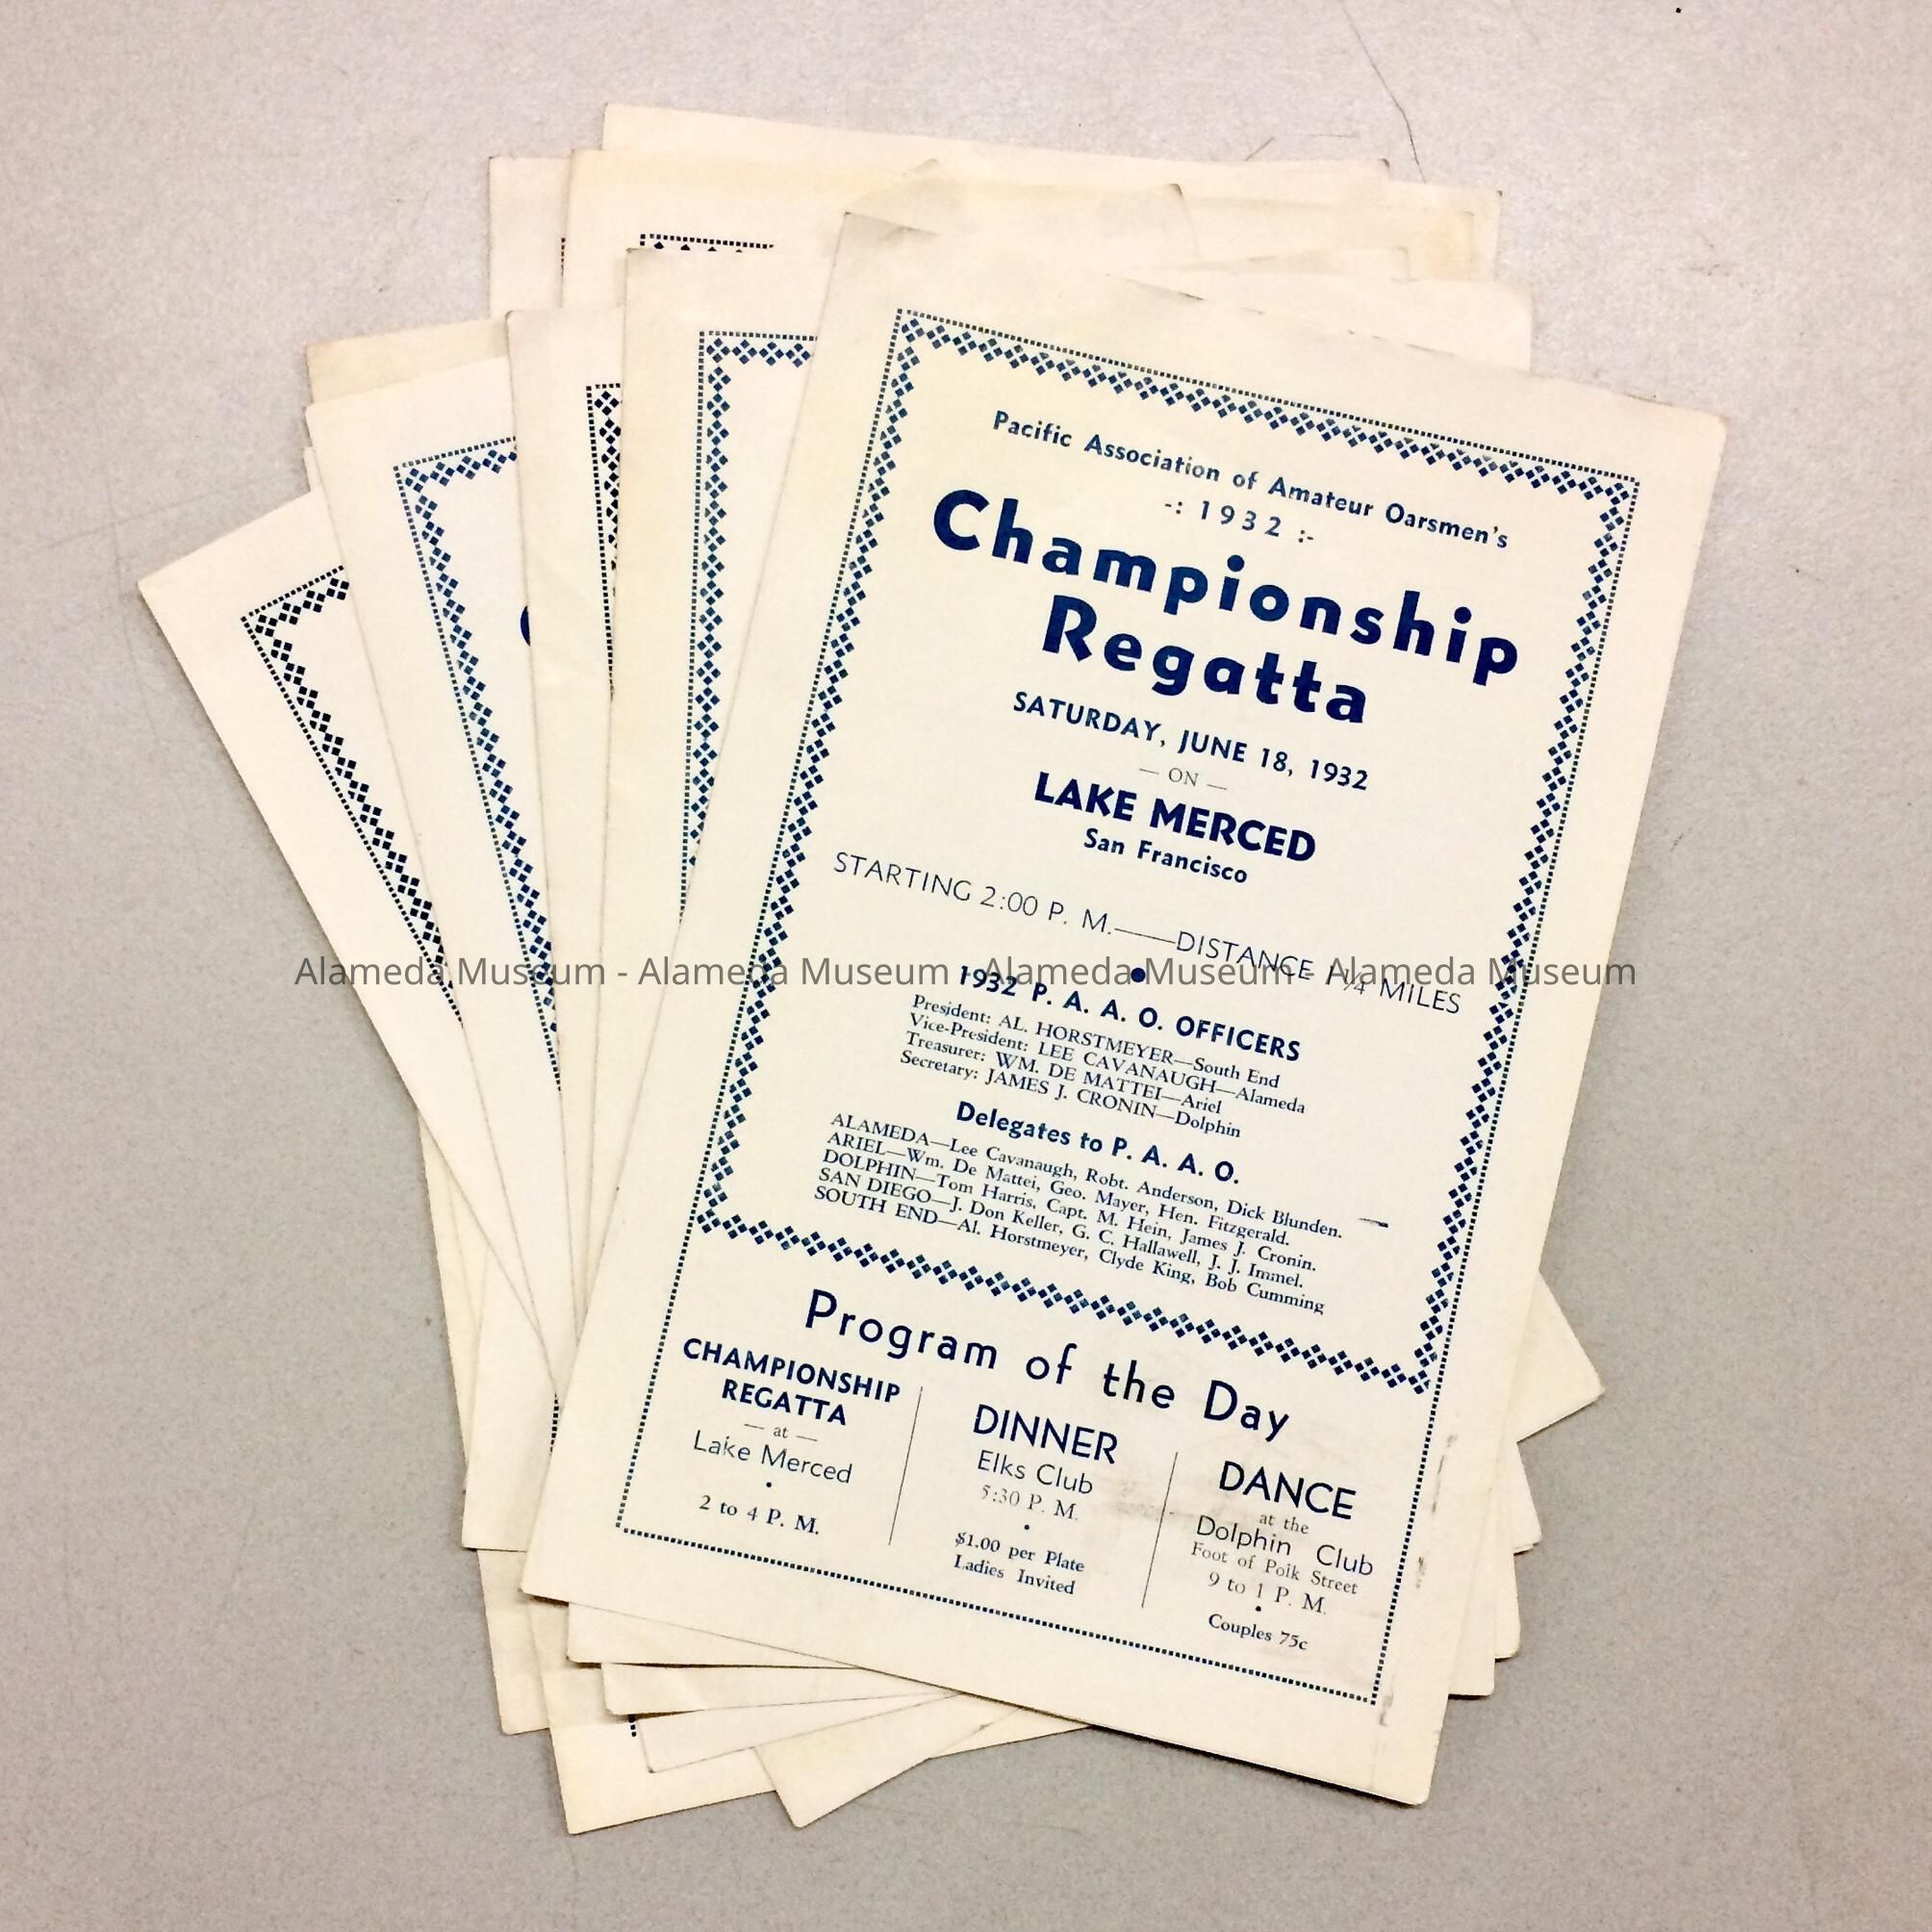 Pacific Association of Amateur Oarsmen's
-: 1932 :-
Championship
Regatta
SATURDAY, JUNE 18, 1932
— ON —
LAKE MERCED
San Francisco
STARTING 2:00 P. M.——DISTANCE 1¼ MILES
Alameda Museum - Alameda Museum - Alameda Museum - Alameda Museum
1932 P. A. A. O. OFFICERS
President: AL. HORSTMEYER—South End
Vice-President: LEE CAVANAUGH—Alameda
Treasurer: WM. DE MATTEI—Ariel
Secretary: JAMES J. CRONIN—Dolphin
Delegates to P. A. A. O.
ALAMEDA—Lee Cavanaugh, Robt. Anderson, Dick Blunden.
ARIEL—Wm. De Mattei, Geo. Mayer, Hen. Fitzgerald.
DOLPHIN—Tom Harris, Capt. M. Hein, James J. Cronin.
SAN DIEGO—J. Don Keller, G. C. Hallawell, J. J. Immel.
SOUTH END—Al. Horstmeyer, Clyde King, Bob Cumming
Program of the Day
CHAMPIONSHIP
REGATTA
— at —
Lake Merced
2 to 4 P. M.
DINNER
Elks Club
5:30 P. M.
$1.00 per Plate
Ladies Invited
DANCE
at the
Dolphin Club
Foot of Polk Street
9 to 1 P. M.
Couples 75c